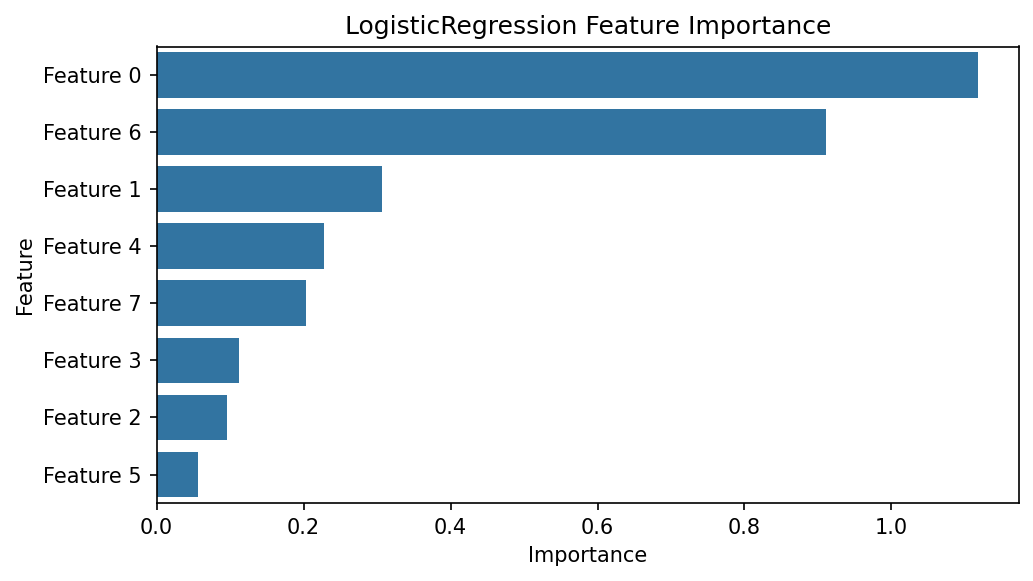 LogisticRegression Feature Importance
Feature 0
Feature 6
Feature 1
Feature 4
Feature 7
Feature 3
Feature 2
Feature 5
Feature
0.0 0.2 0.4 0.6 0.8 1.0
Importance